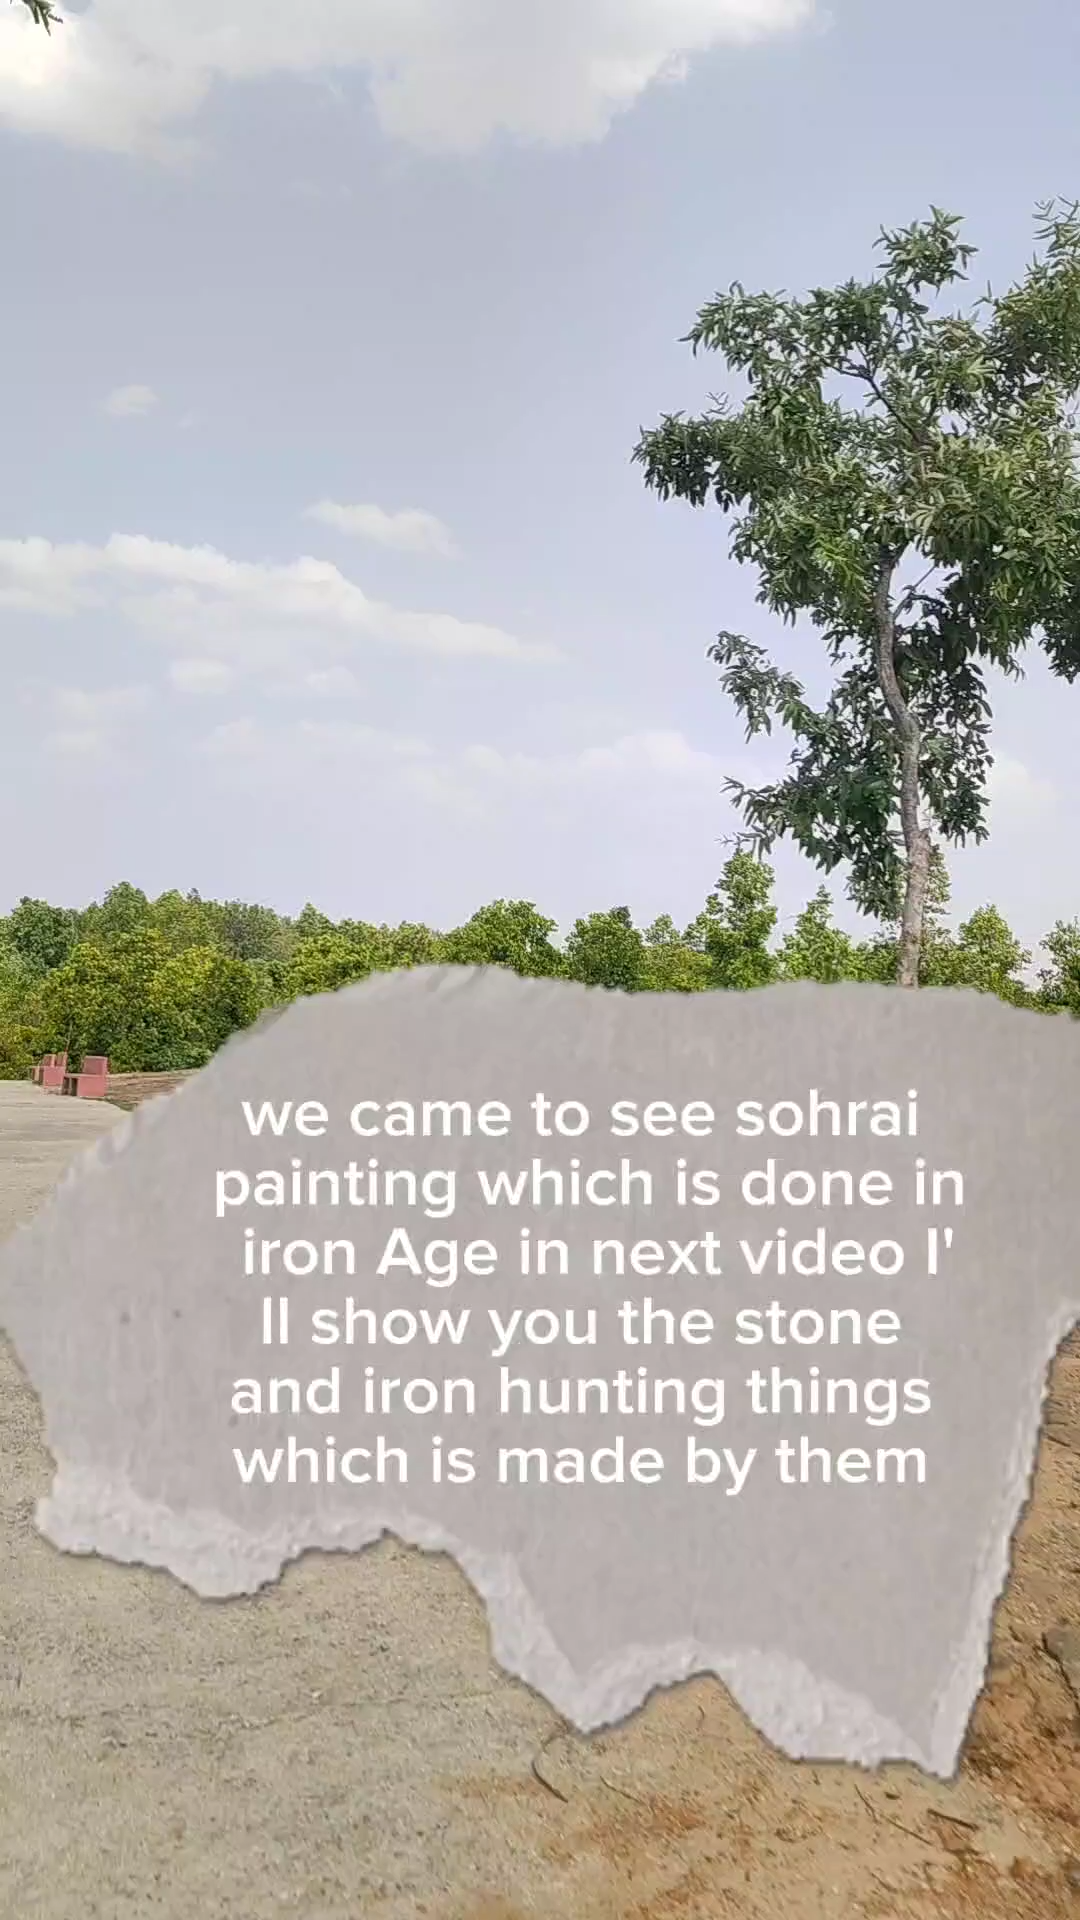 we came to see sohrai
painting which is done in
iron Age in next video I'
ll show you the stone
and iron hunting things
which is made by them